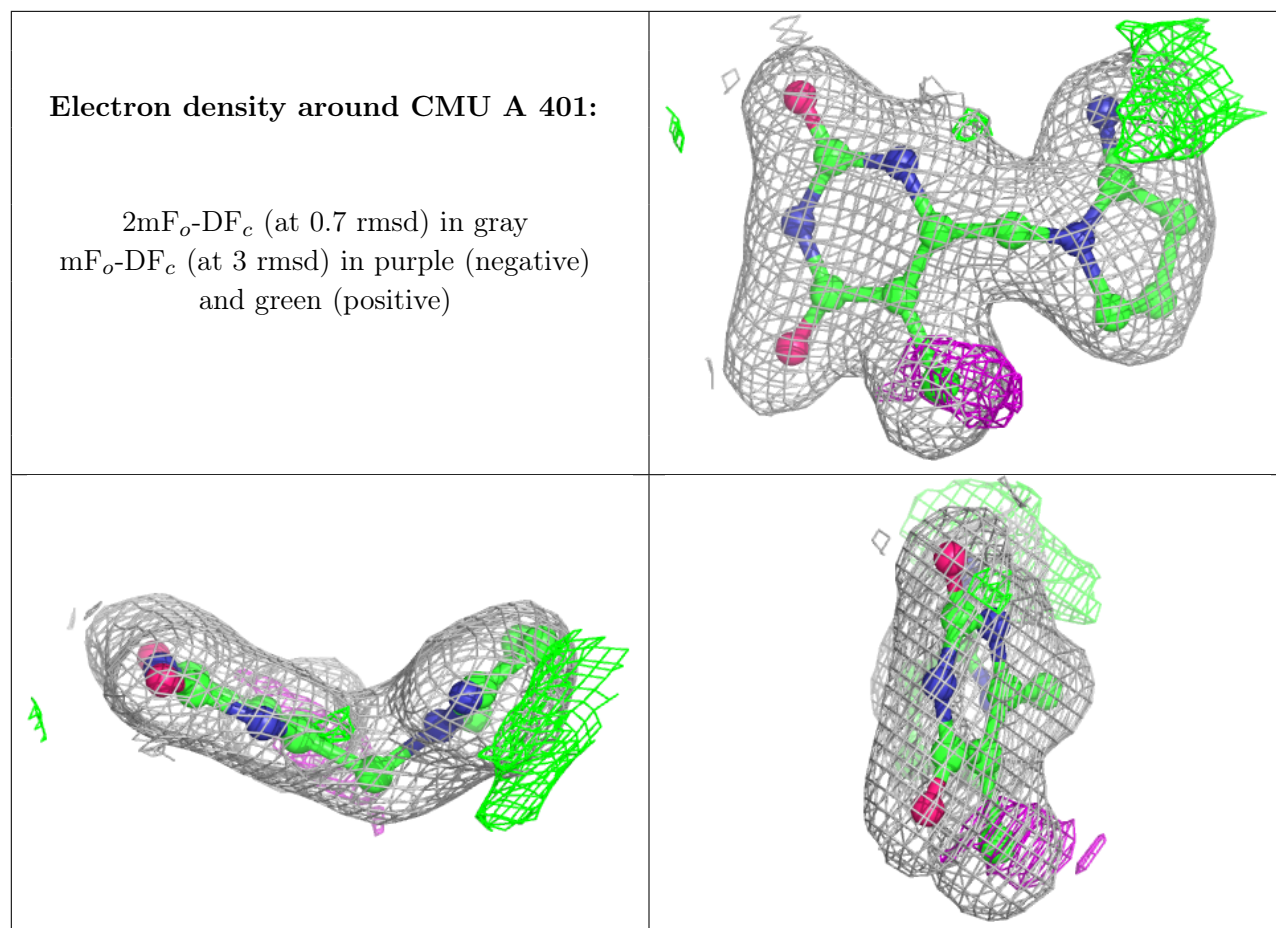 Electron density around CMU A 401:
2mFo-DFc (at 0.7 rmsd) in gray
mFo-DFc (at 3 rmsd) in purple (negative)
and green (positive)